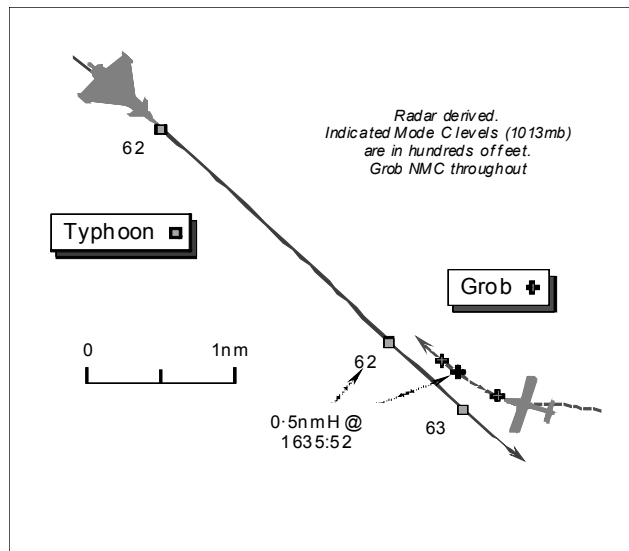 Radar derived.
Indicated Mode C levels (1013mb)
are in hundreds of feet.
Grob NMC throughout
62
Typhoon
Grob
0 1nm
62
0·5nmH @
1635:52
63